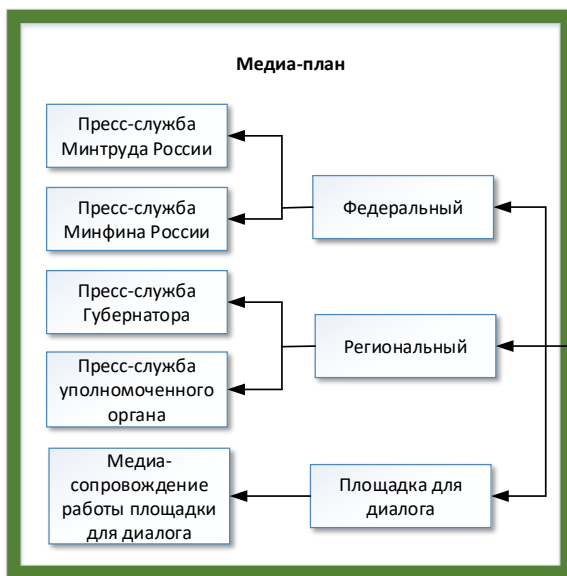 Медиа-план
Пресс-служба
Минтруда России
Пресс-служба
Минфина России
Федеральный
Пресс-служба
Губернатора
Пресс-служба
уполномоченного
органа
Региональный
Медиа-
сопровождение
работы площадки
для диалога
Площадка для
диалога